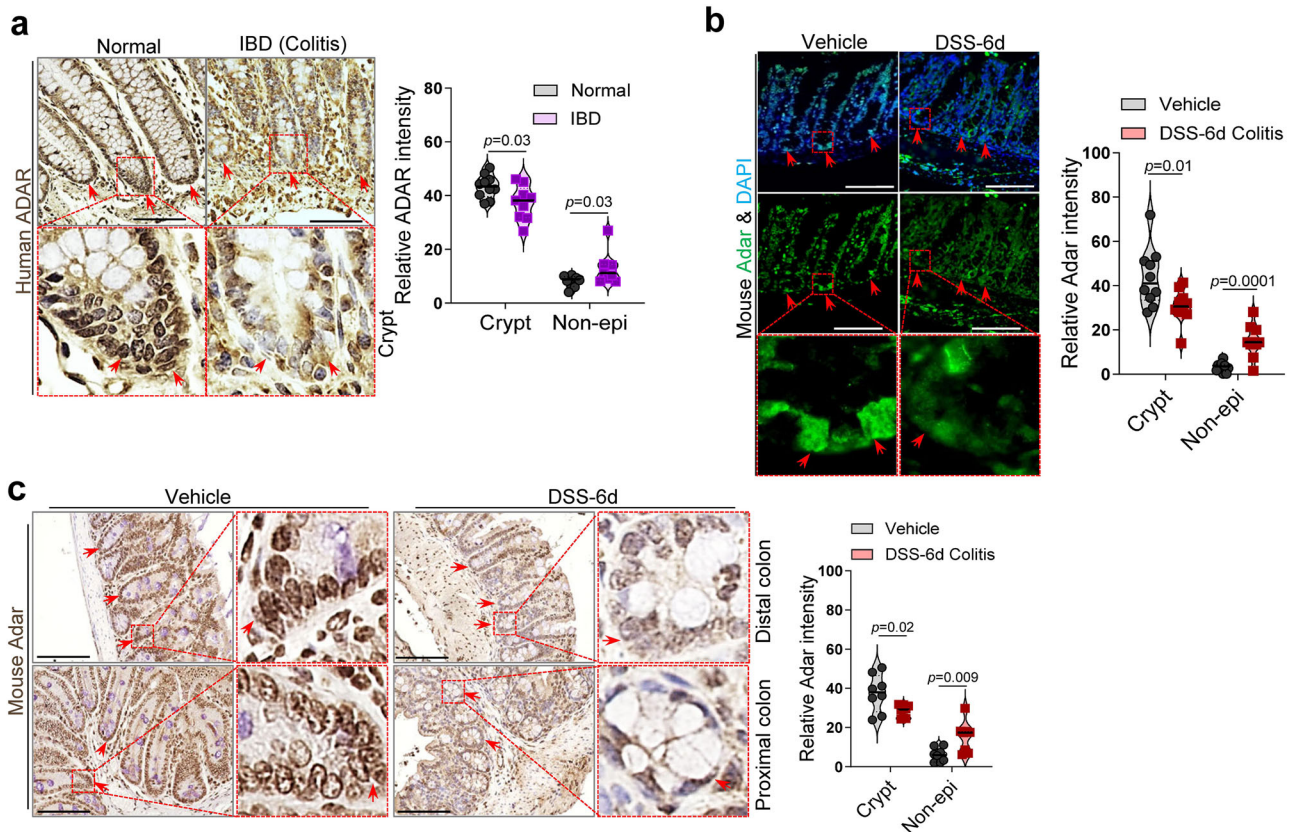 a
Normal
IBD (Colitis)
Human ADAR
Crypt
Relative ADAR intensity
80
60
40
20
0
Normal
IBD
p=0.03
p=0.03
Crypt
Non-epi
b
Vehicle
DSS-6d
Mouse Adar & DAPI
Relative Adar intensity
100
80
60
40
20
0
Vehicle
DSS-6d Colitis
p=0.01
p=0.0001
Crypt
Non-epi
c
Vehicle
DSS-6d
Mouse Adar
Distal colon
Proximal colon
Relative Adar intensity
100
80
60
40
20
0
Vehicle
DSS-6d Colitis
p=0.02
p=0.009
Crypt
Non-epi